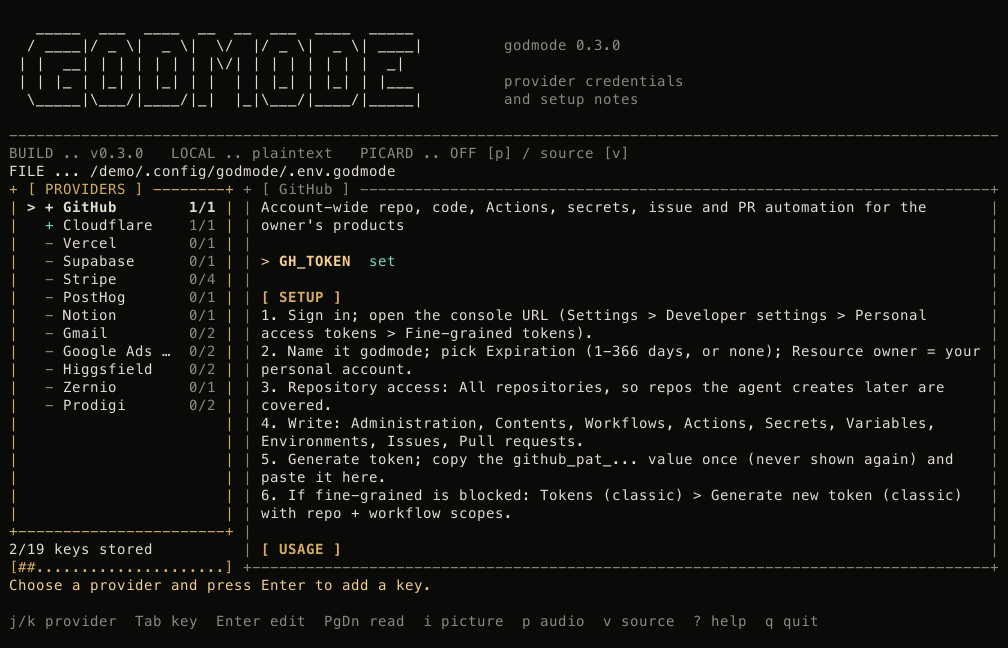 GODMODE
godmode 0.3.0
provider credentials
and setup notes
BUILD .. v0.3.0   LOCAL .. plaintext   PICARD .. OFF [p] / source [v]
FILE ... /demo/.config/godmode/.env.godmode
[ PROVIDERS ]
> + GitHub 1/1
+ Cloudflare 1/1
- Vercel 0/1
- Supabase 0/1
- Stripe 0/4
- PostHog 0/1
- Notion 0/1
- Gmail 0/2
- Google Ads … 0/2
- Higgsfield 0/2
- Zernio 0/1
- Prodigi 0/2
2/19 keys stored
[##.....................]
[ GitHub ]
Account-wide repo, code, Actions, secrets, issue and PR automation for the
owner's products
> GH_TOKEN  set
[ SETUP ]
1. Sign in; open the console URL (Settings > Developer settings > Personal
access tokens > Fine-grained tokens).
2. Name it godmode; pick Expiration (1-366 days, or none); Resource owner = your
personal account.
3. Repository access: All repositories, so repos the agent creates later are
covered.
4. Write: Administration, Contents, Workflows, Actions, Secrets, Variables,
Environments, Issues, Pull requests.
5. Generate token; copy the github_pat_... value once (never shown again) and
paste it here.
6. If fine-grained is blocked: Tokens (classic) > Generate new token (classic)
with repo + workflow scopes.
[ USAGE ]
Choose a provider and press Enter to add a key.
j/k provider  Tab key  Enter edit  PgDn read  i picture  p audio  v source  ? help  q quit